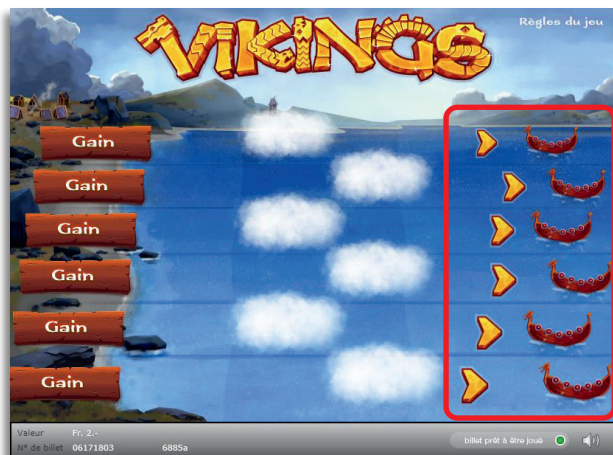 VIKINGS
Règles du jeu
Gain
Gain
Gain
Gain
Gain
Gain
Valeur Fr. 2.-
N° de billet 06171803 6885a
billet prêt à être joué